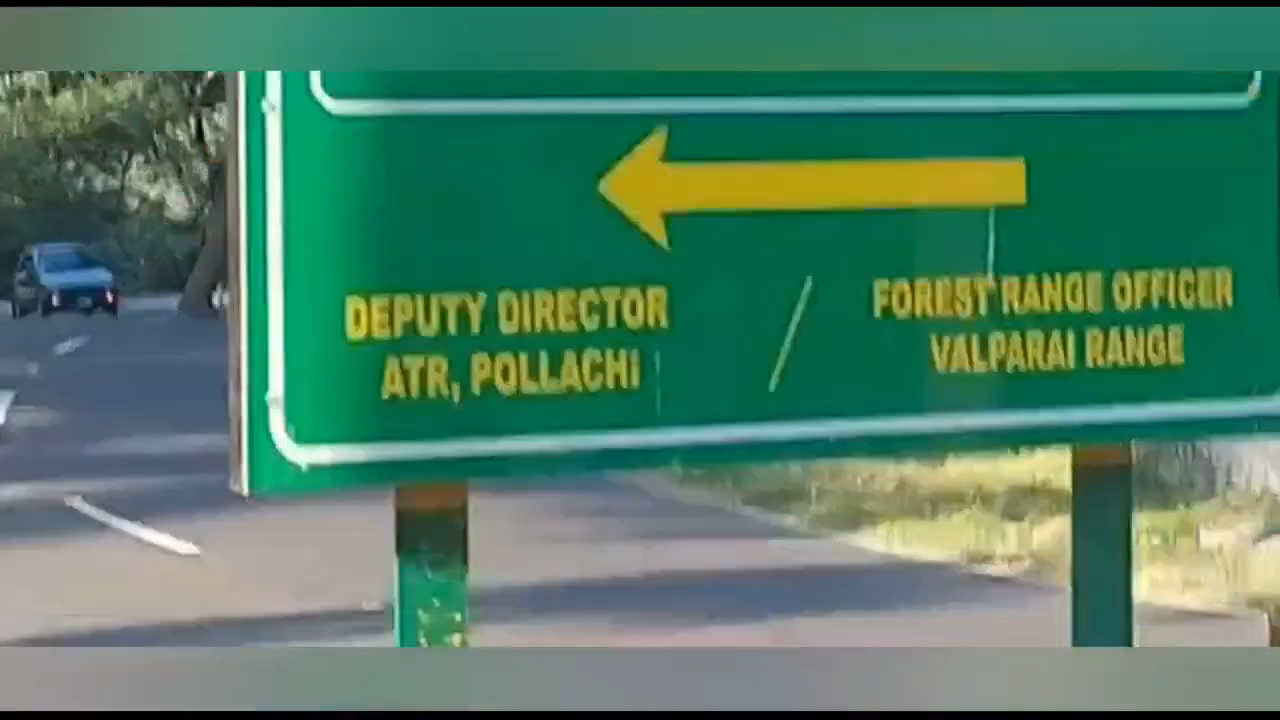 DEPUTY DIRECTOR
ATR, POLLACHi
/
FOREST RANGE OFFICER
VALPARAI RANGE